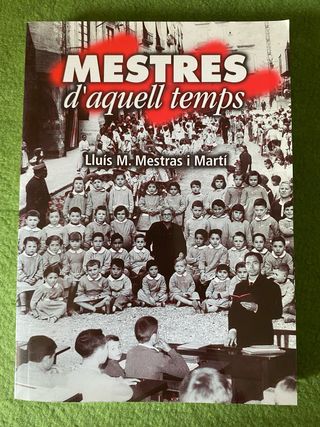 MESTRES
d'aquell temps
Lluís M. Mestras i Martí